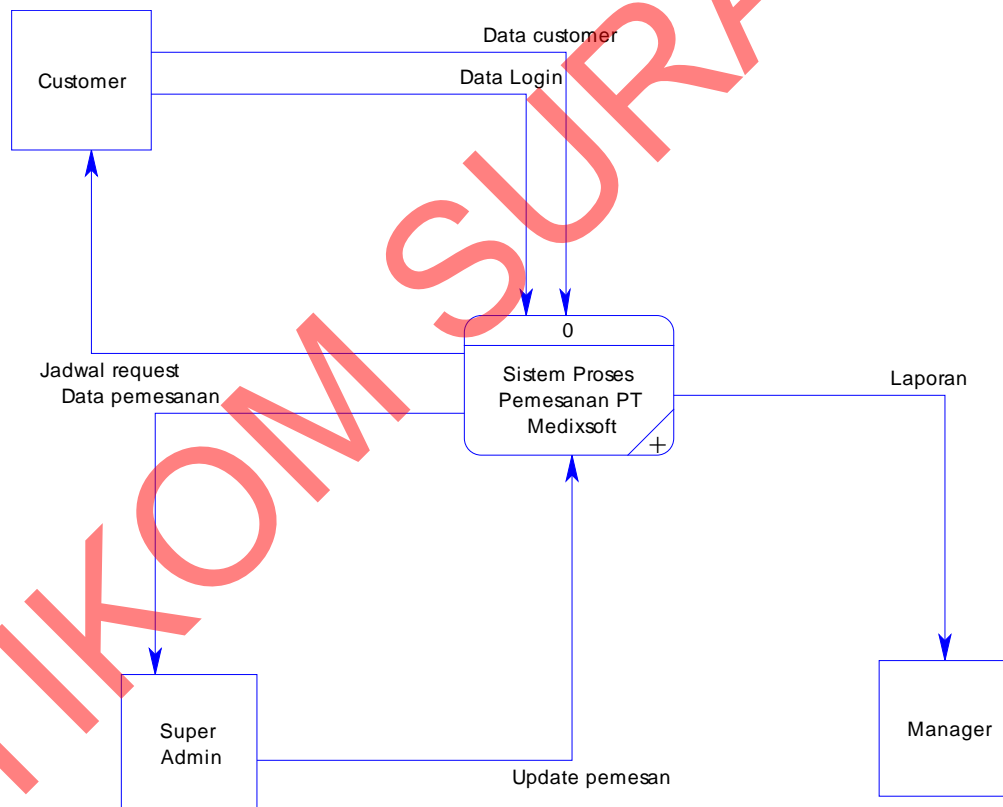 Data customer
Customer
Data Login
0
Sistem Proses
Pemesanan PT
Medixsoft
+
Jadwal request
Data pemesanan
Laporan
Super
Admin
Manager
Update pemesan
IKOM SURA